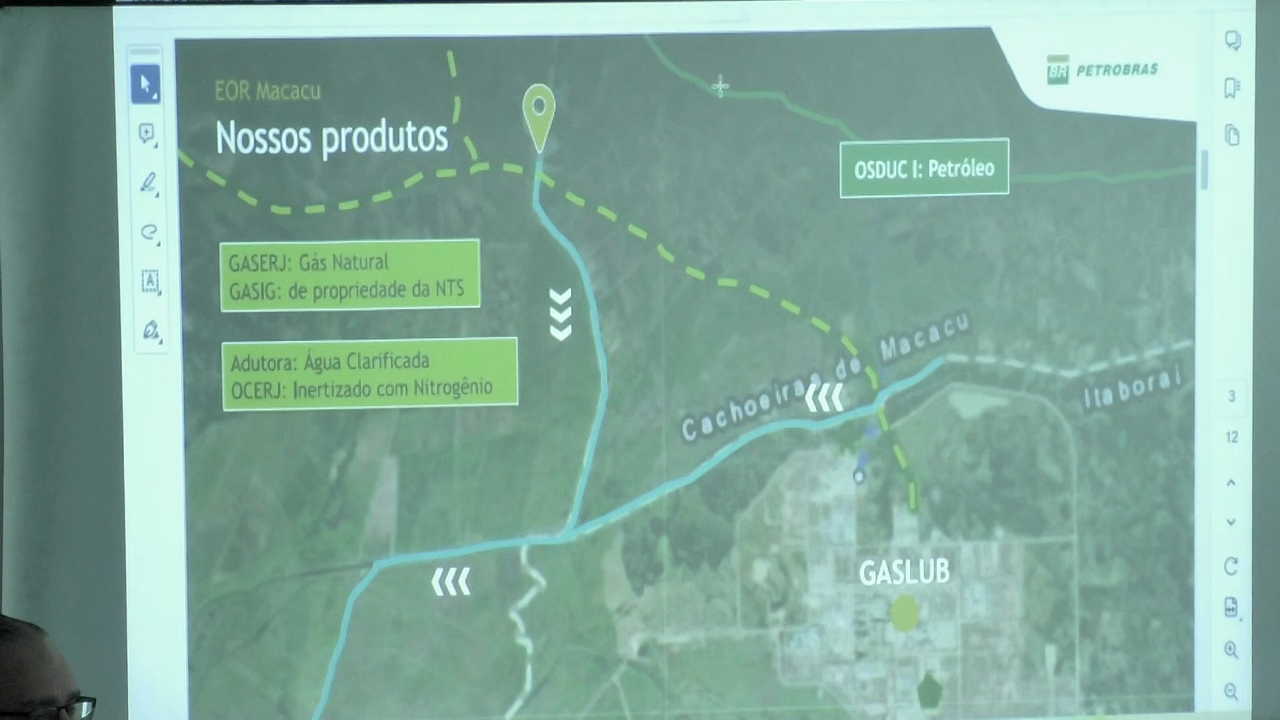 EOR Macacu
Nossos produtos
BR PETROBRAS
OSDUC I: Petróleo
GASERJ: Gás Natural
GASIG: de propriedade da NTS
Adutora: Água Clarificada
OCERJ: Inertizado com Nitrogênio
Cachoeiras de Macacu
Itaboraí
GASLUB
3
12